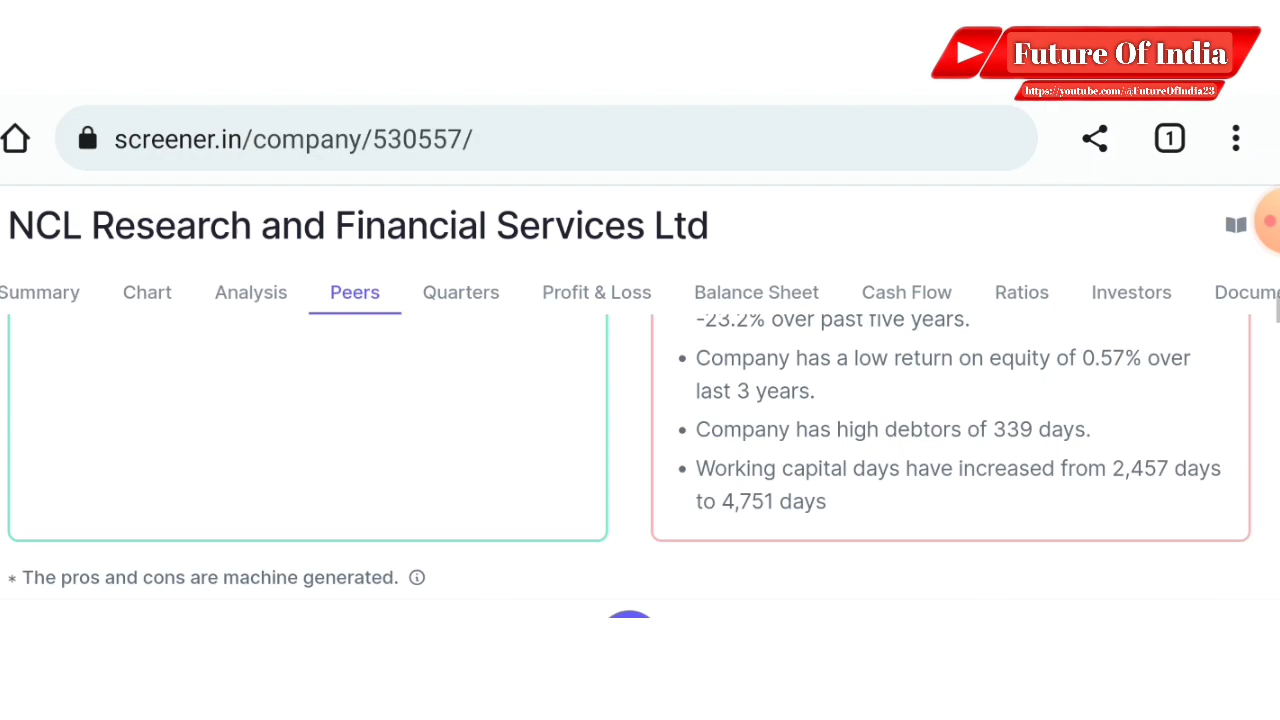 Future Of India
https://youtube.com/@FutureOfIndia23
screener.in/company/530557/
1
NCL Research and Financial Services Ltd
Summary Chart Analysis Peers Quarters Profit & Loss Balance Sheet Cash Flow Ratios Investors Docume
-23.2% over past five years.
• Company has a low return on equity of 0.57% over
last 3 years.
• Company has high debtors of 339 days.
• Working capital days have increased from 2,457 days
to 4,751 days
* The pros and cons are machine generated.